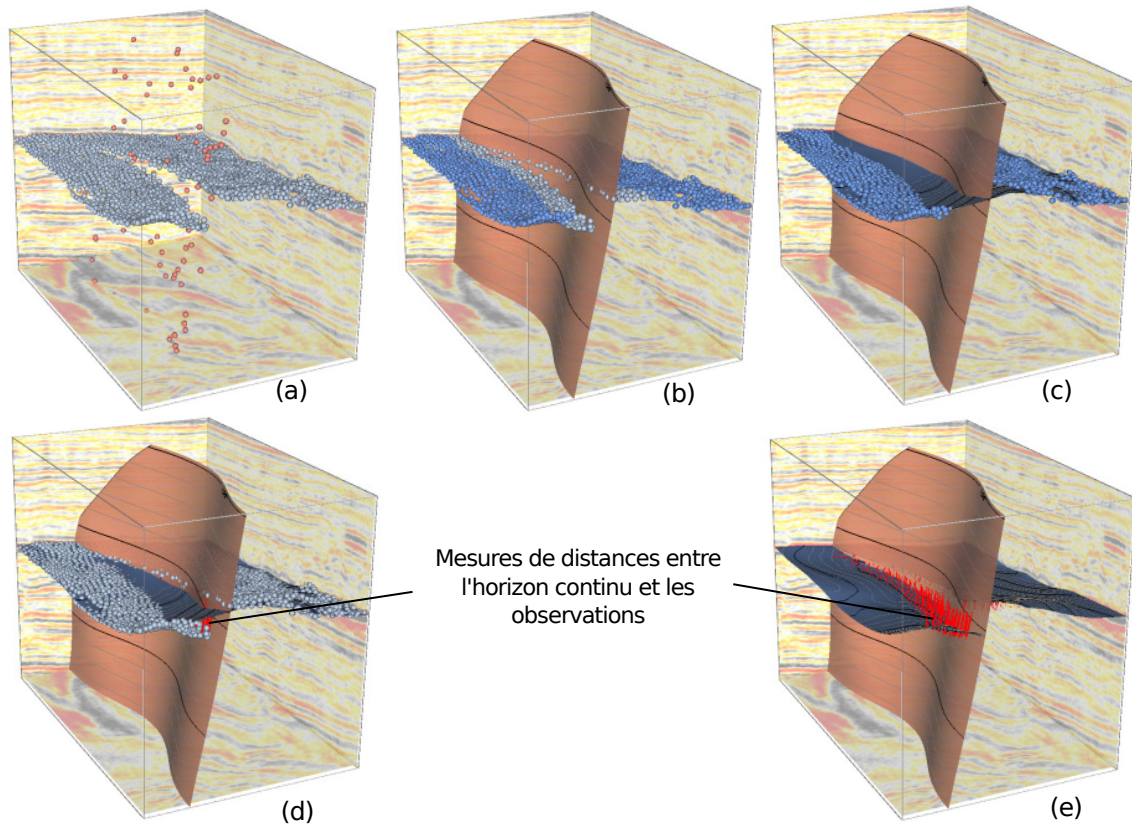 (a)
(b)
(c)
Mesures de distances entre
l'horizon continu et les
observations
(d)
(e)